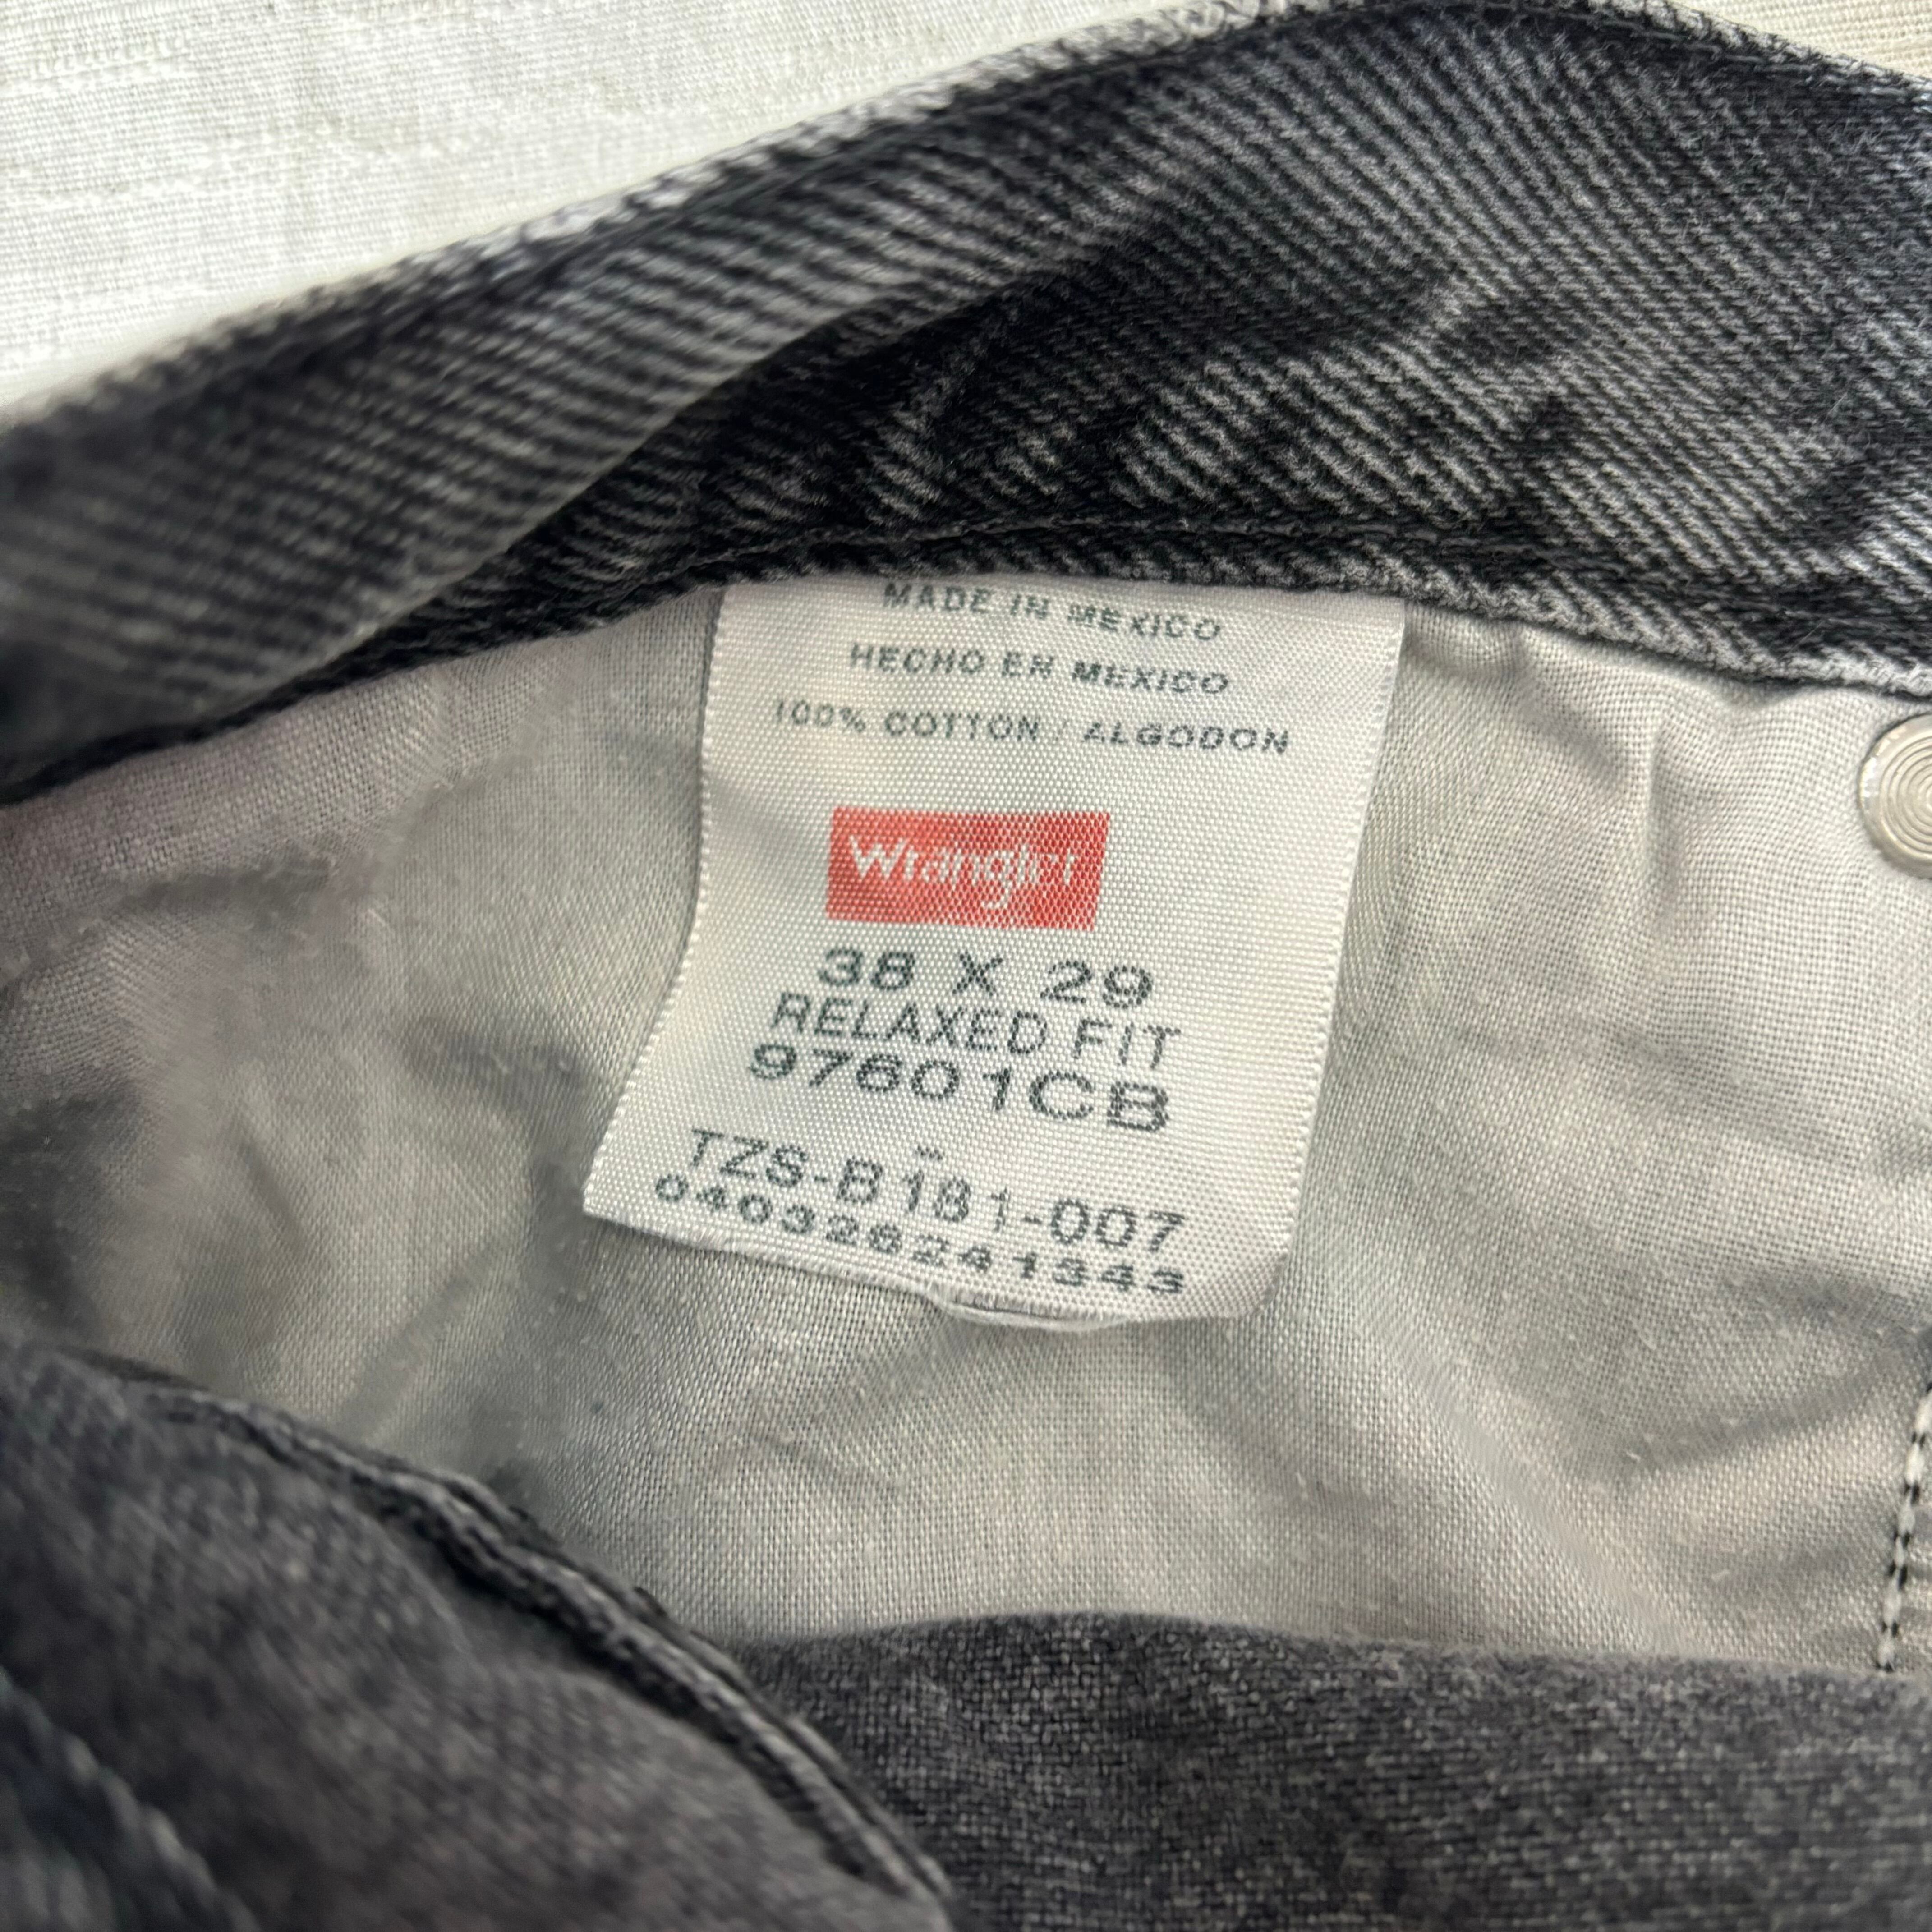 MADE IN MEXICO
HECHO EN MEXICO
100% COTTON / ALGODON
Wrangler
38 X 29
RELAXED FIT
97601CB
TZS-B181-007
040326241343